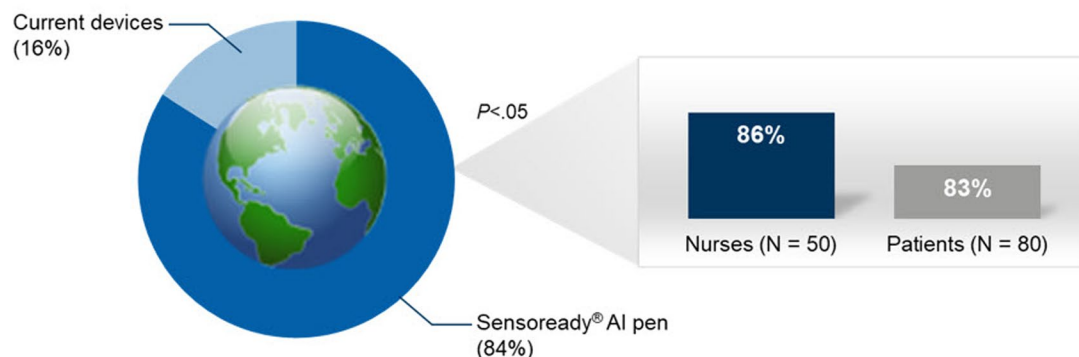 Current devices
(16%)
P<.05
86%
83%
Nurses (N = 50)
Patients (N = 80)
Sensoready® AI pen
(84%)